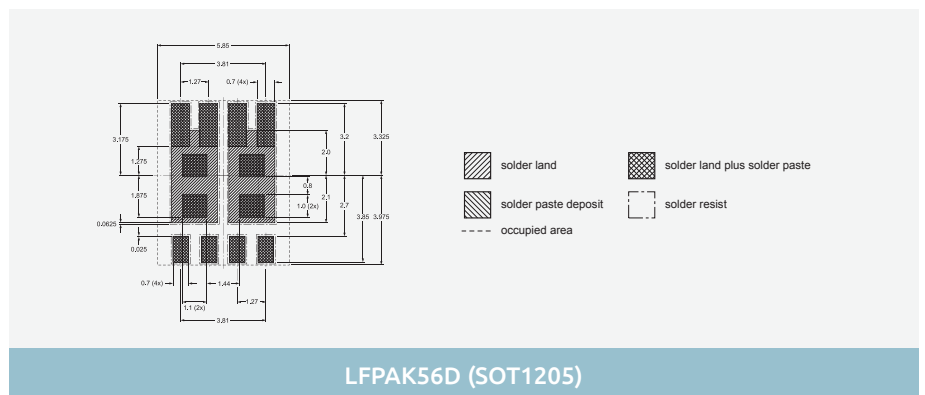 5.85
3.81
1.27
0.7 (4x)
3.175
3.2
3.325
2.0
1.275
0.8
1.875
2.1
1.0 (2x)
2.7
3.85
3.975
0.0625
0.025
0.7 (4x)
1.44
1.27
1.1 (2x)
3.81
solder land
solder land plus solder paste
solder paste deposit
solder resist
occupied area
LFPAK56D (SOT1205)